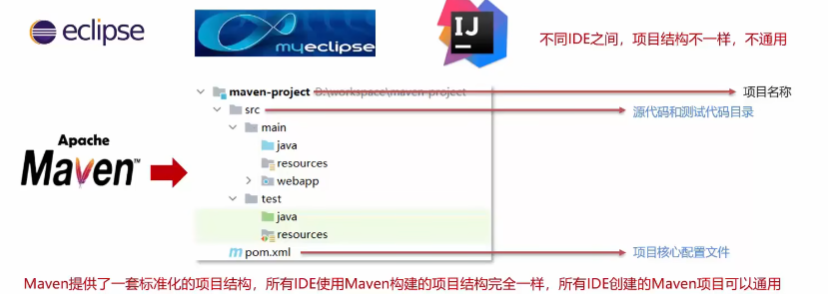 eclipse
myeclipse
IJ
不同IDE之间，项目结构不一样，不通用
maven-project D:\workspace\maven-project
项目名称
src
源代码和测试代码目录
main
java
resources
webapp
test
java
resources
pom.xml
项目核心配置文件
Apache
Maven™
Maven提供了一套标准化的项目结构，所有IDE使用Maven构建的项目结构完全一样，所有IDE创建的Maven项目可以通用